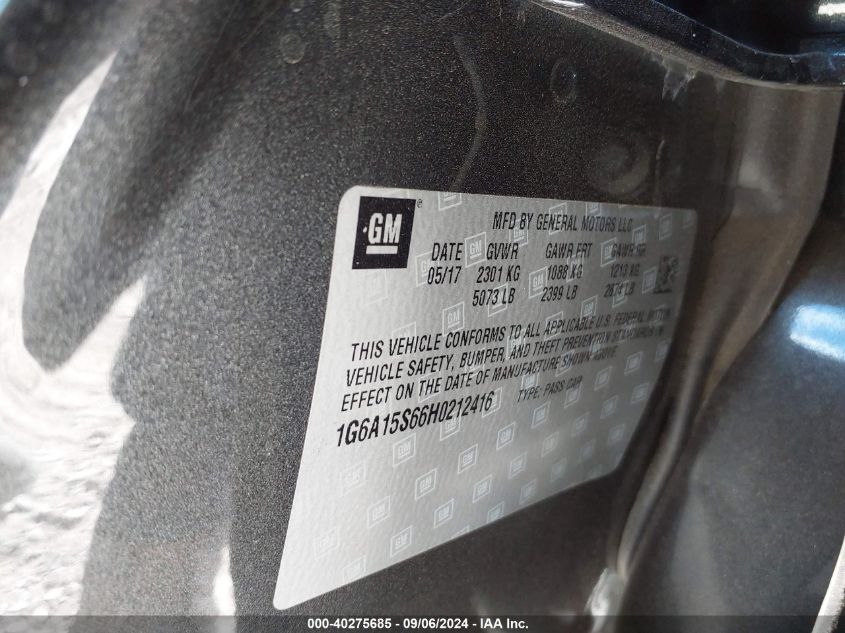 GM
MFD BY GENERAL MOTORS LLC
DATE GVWR GAWR FRT GAWR RR
05/17 2301 KG 1088 KG 1213 KG
5073 LB 2399 LB 2674 LB
THIS VEHICLE CONFORMS TO ALL APPLICABLE U.S. FEDERAL MOTOR
VEHICLE SAFETY, BUMPER, AND THEFT PREVENTION STANDARDS IN
EFFECT ON THE DATE OF MANUFACTURE SHOWN ABOVE.
1G6A15S66H0212416 TYPE: PASS CAR
000-40275685 - 09/06/2024 - IAA Inc.